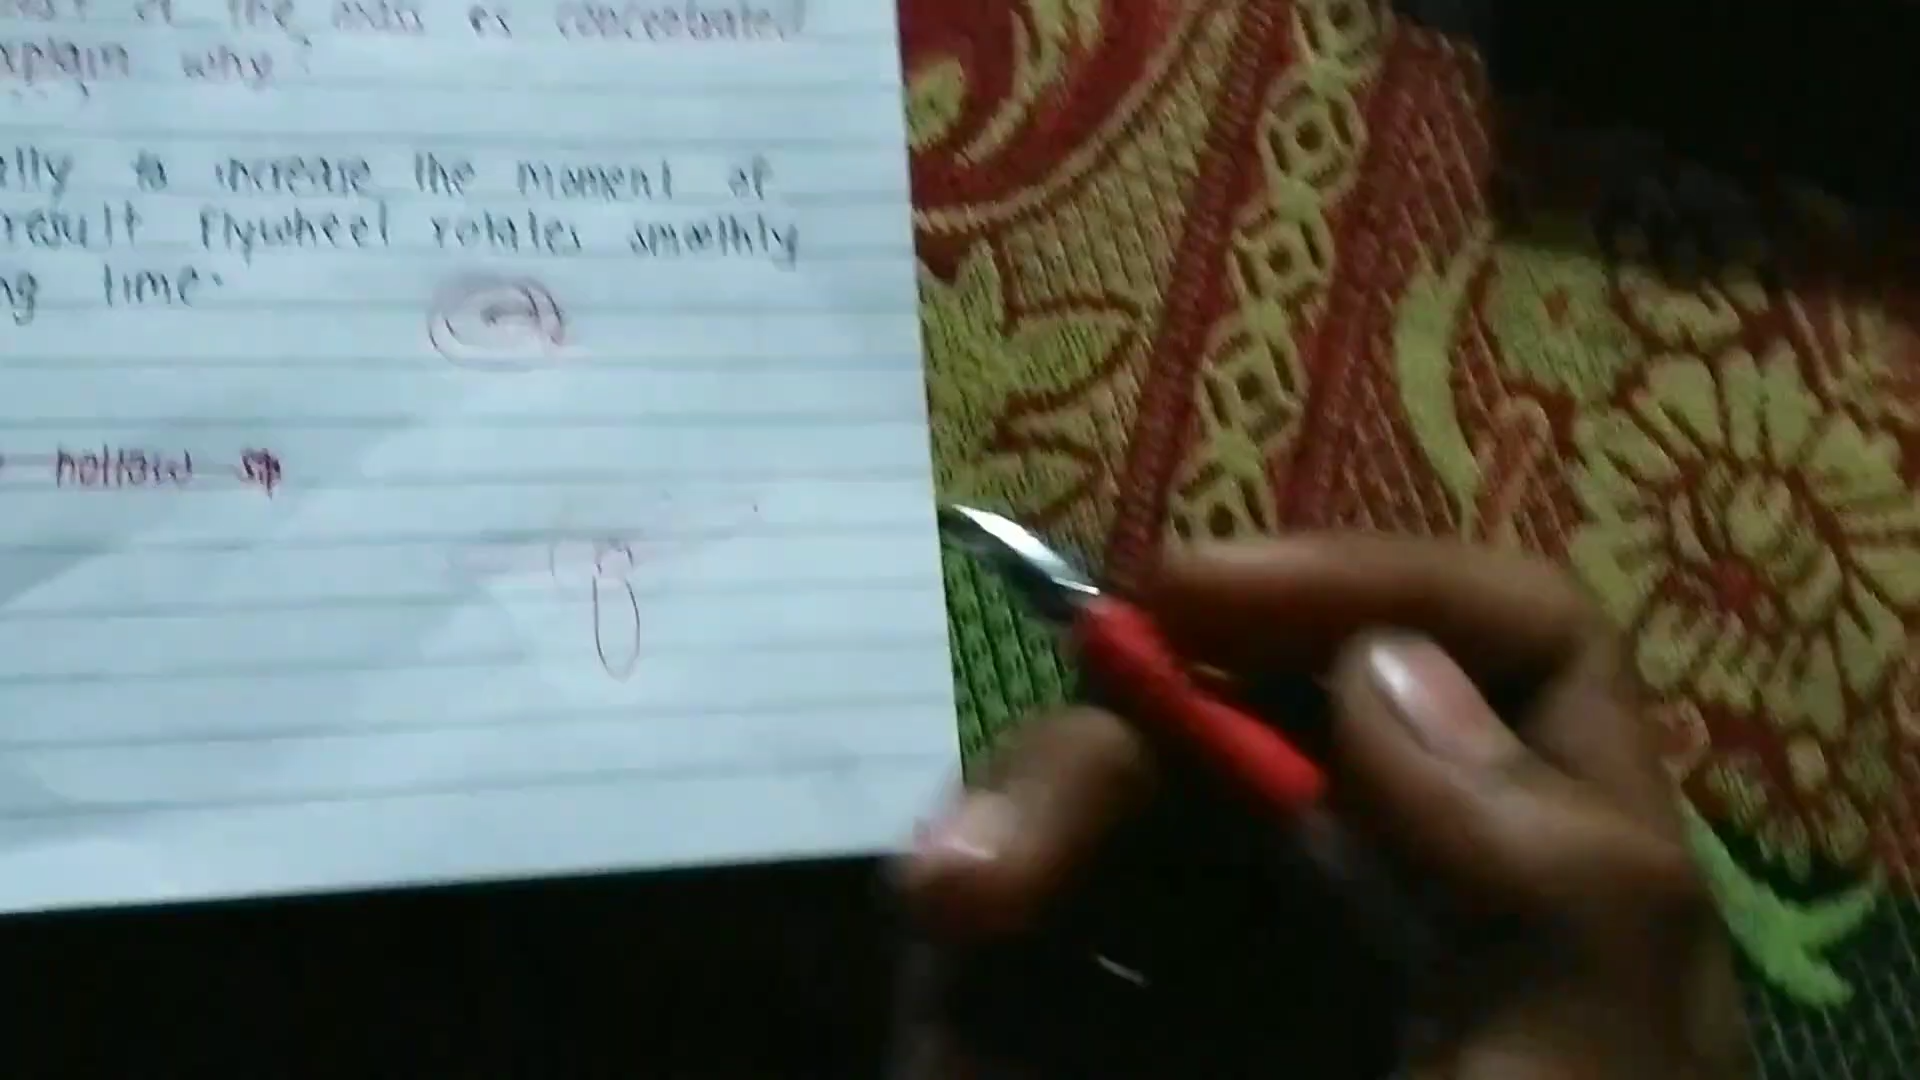 of the mass is concentrated
explain why?
ally to increase the moment of
result flywheel rotates smoothly
ng time.
hollow